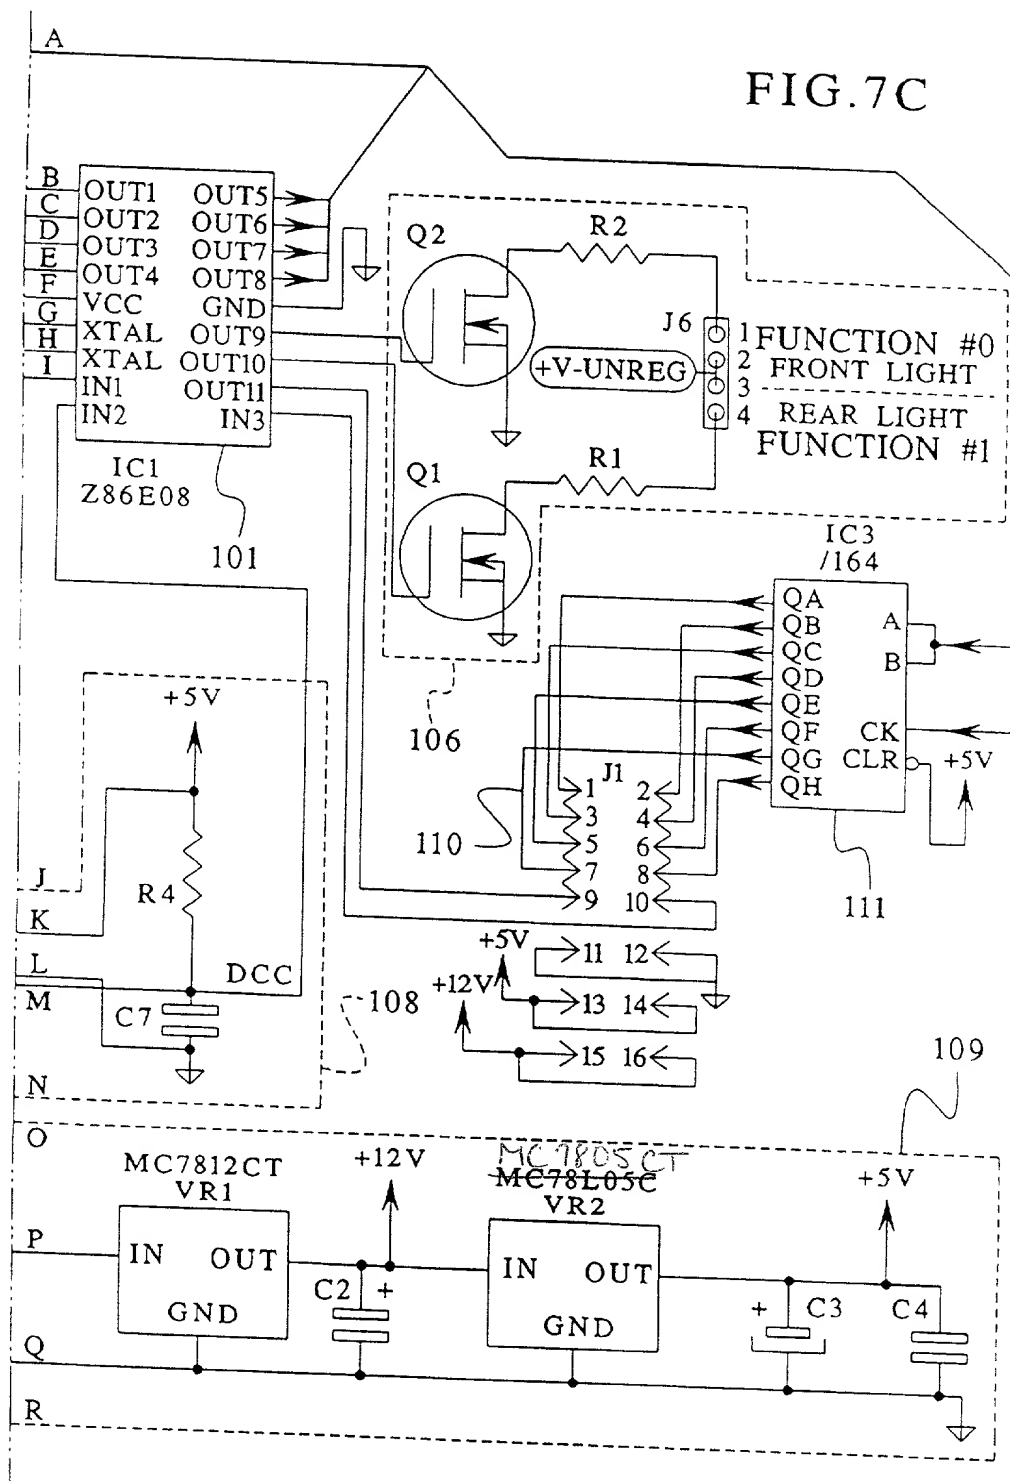 A
FIG.7C
B
C
D
E
F
G
H
I
OUT1 OUT5
OUT2 OUT6
OUT3 OUT7
OUT4 OUT8
VCC GND
XTAL OUT9
XTAL OUT10
IN1 OUT11
IN2 IN3
IC1
Z86E08
101
Q2
R2
J6
1 FUNCTION #0
2 FRONT LIGHT
+V-UNREG
3
4 REAR LIGHT
FUNCTION #1
Q1
R1
106
IC3
/164
QA
QB
QC
QD
QE
QF
QG
QH
A
B
CK
CLR
+5V
111
J1
110
1 2
3 4
5 6
7 8
9 10
+5V
11 12
+12V
13 14
15 16
+5V
J
R4
K
L
DCC
M
C7
108
N
109
O
MC7812CT
VR1
+12V
MC7805CT
MC78L05C
VR2
+5V
P
IN OUT
GND
C2 +
IN OUT
GND
+ C3
C4
Q
R